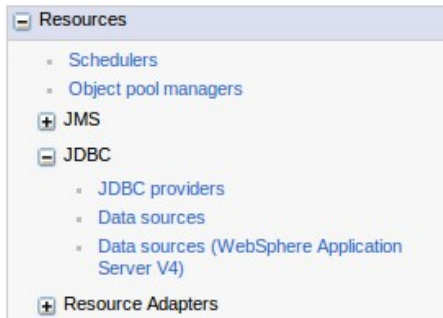 Resources
Schedulers
Object pool managers
JMS
JDBC
JDBC providers
Data sources
Data sources (WebSphere Application
Server V4)
Resource Adapters